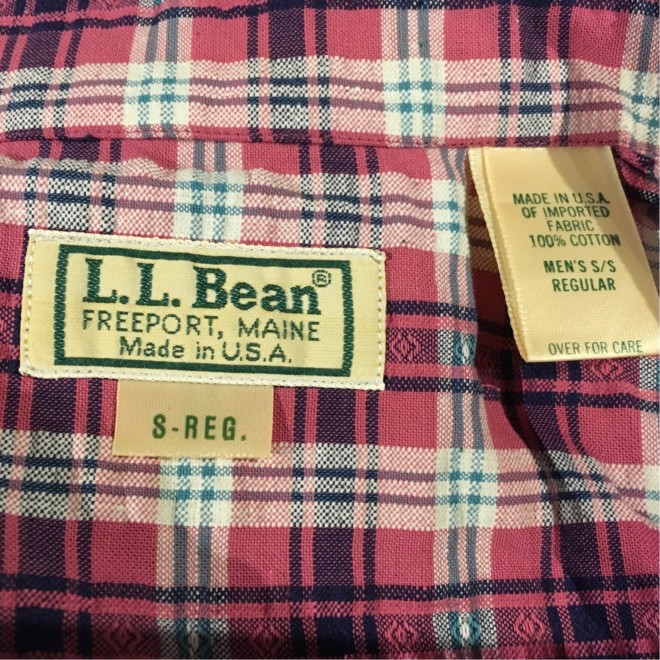 L.L.Bean®
FREEPORT, MAINE
Made in U.S.A.
S-REG.
MADE IN U.S.A.
OF IMPORTED
FABRIC
100% COTTON
MEN'S S/S
REGULAR
OVER FOR CARE